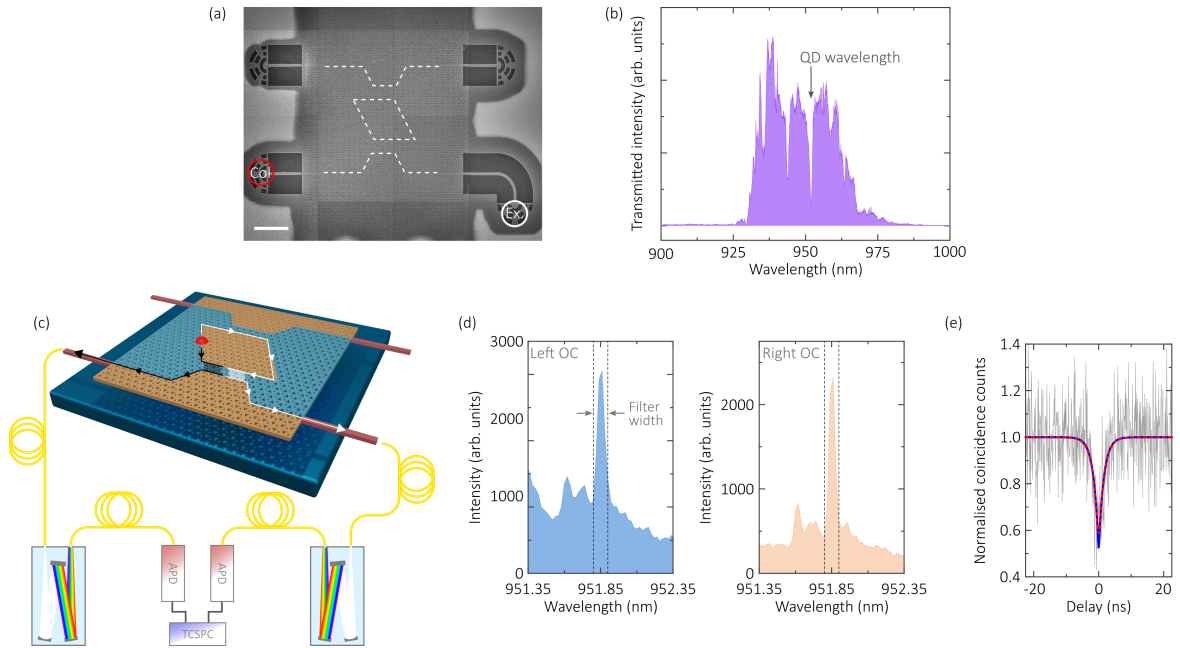 (a)
Col.
Ex.
(b)
Transmitted intensity (arb. units)
QD wavelength
900
925
950
975
1000
Wavelength (nm)
(c)
APD
APD
TCSPC
(d)
Intensity (arb. units)
3000
2000
1000
0
Left OC
Filter
width
951.35
951.85
952.35
Wavelength (nm)
Intensity (arb. units)
2000
1000
0
Right OC
951.35
951.85
952.35
Wavelength (nm)
(e)
Normalised coincidence counts
1.4
1.2
1.0
0.8
0.6
0.4
-20
0
20
Delay (ns)